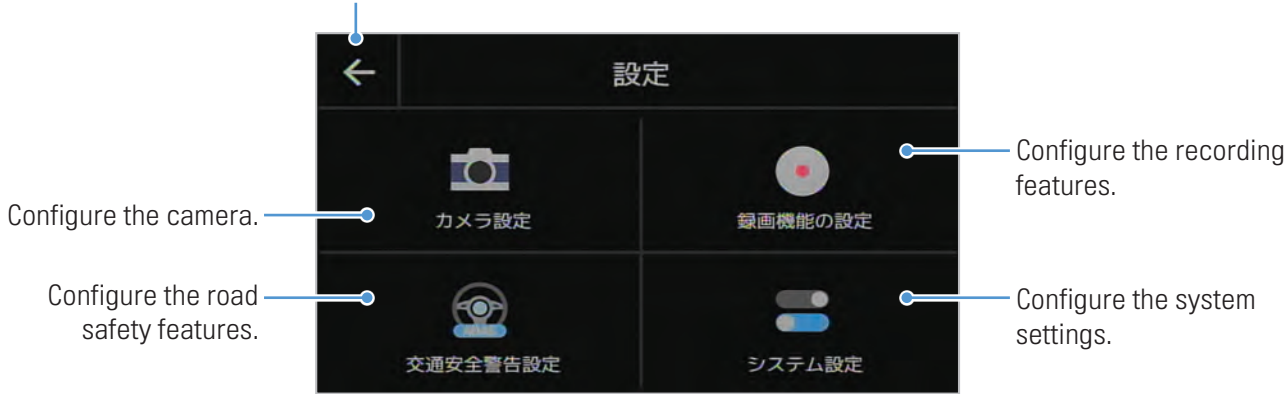 設定
カメラ設定
録画機能の設定
Configure the recording
features.
Configure the camera.
Configure the road
safety features.
交通安全警告設定
システム設定
Configure the system
settings.